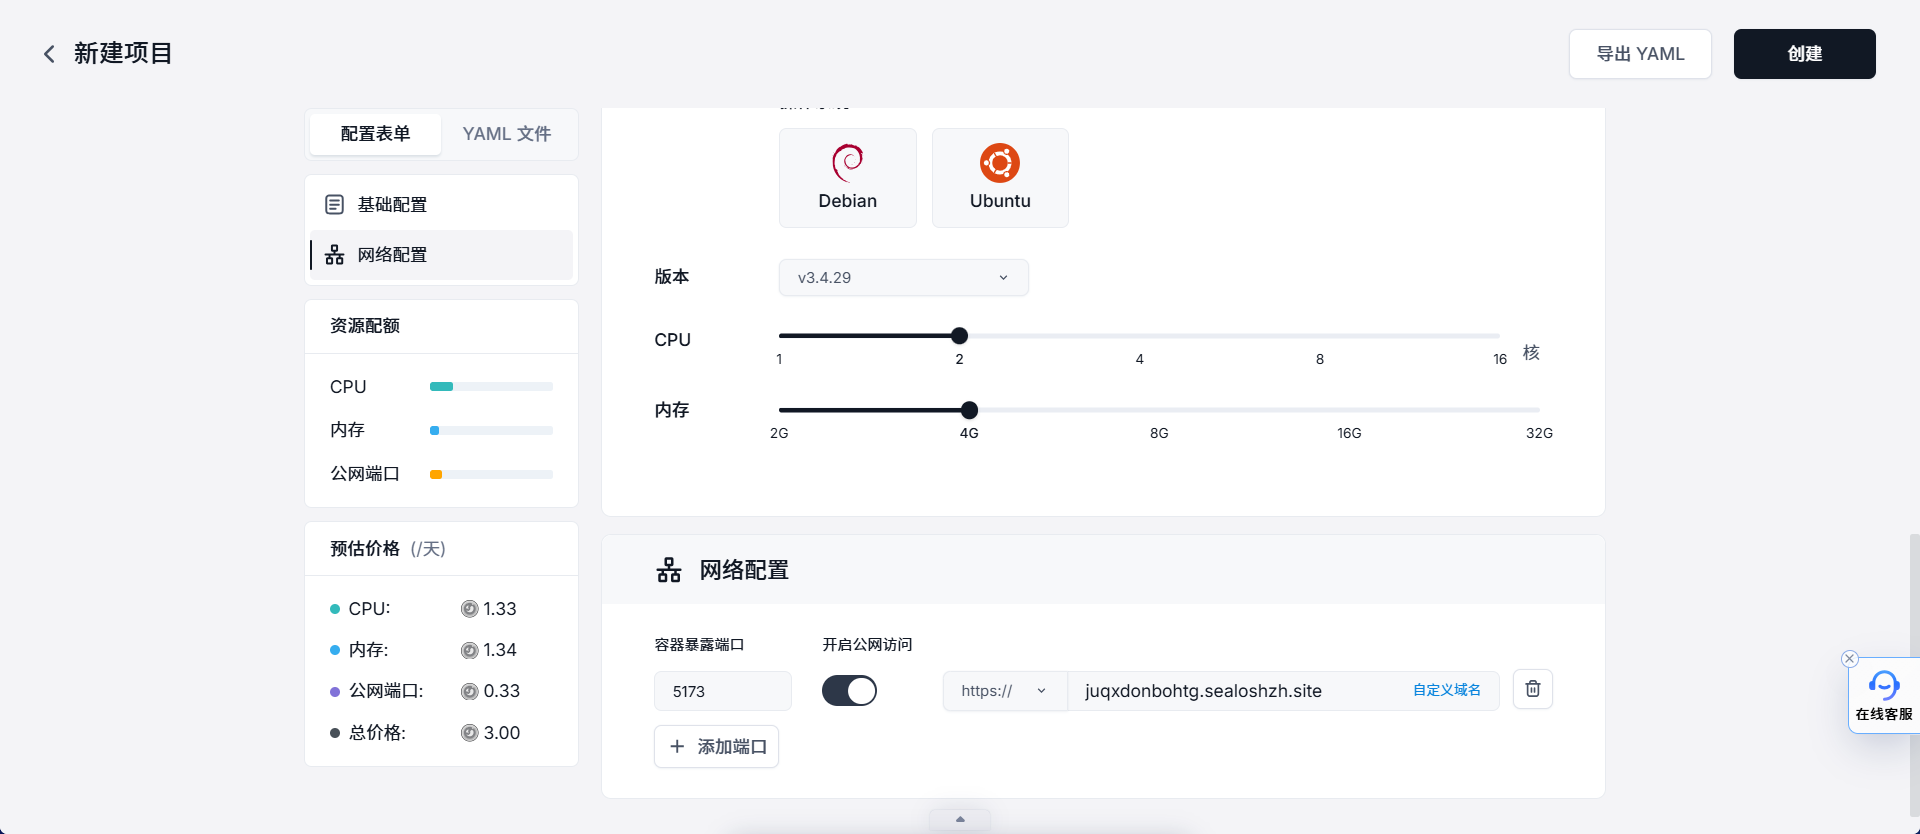 新建项目
导出 YAML
创建
配置表单
YAML 文件
基础配置
网络配置
资源配额
CPU
内存
公网端口
预估价格 (/天)
CPU: 1.33
内存: 1.34
公网端口: 0.33
总价格: 3.00
Debian
Ubuntu
版本
v3.4.29
CPU
1 2 4 8 16 核
内存
2G 4G 8G 16G 32G
网络配置
容器暴露端口 开启公网访问
5173 https:// juqxdonbohtg.sealoshzh.site 自定义域名
添加端口
在线客服